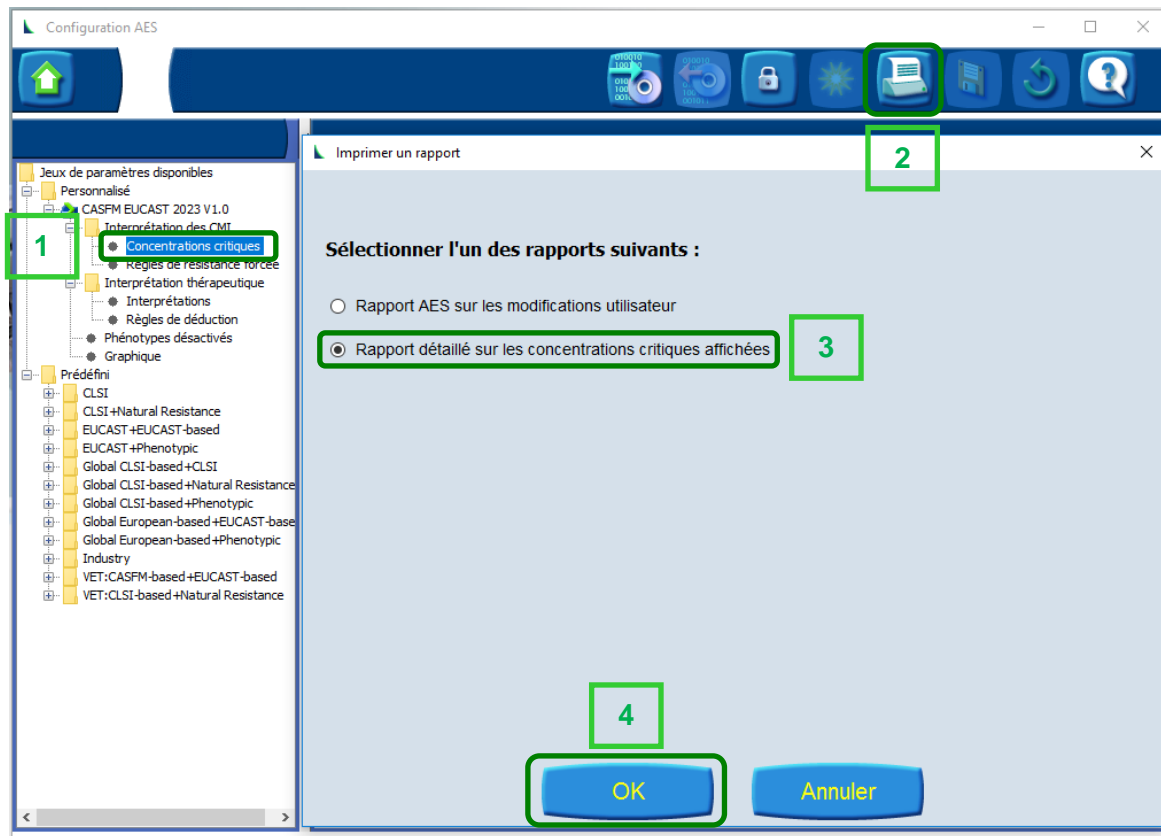 Configuration AES
2
Imprimer un rapport
Jeux de paramètres disponibles
Personnalisé
CASFM EUCAST 2023 V1.0
Interprétation des CMI
1
Concentrations critiques
Règles de résistance forcée
Interprétation thérapeutique
Interprétations
Règles de déduction
Phénotypes désactivés
Graphique
Prédéfini
CLSI
CLSI+Natural Resistance
EUCAST+EUCAST-based
EUCAST+Phenotypic
Global CLSI-based+CLSI
Global CLSI-based+Natural Resistance
Global CLSI-based+Phenotypic
Global European-based+EUCAST-base
Global European-based+Phenotypic
Industry
VET:CASFM-based+EUCAST-based
VET:CLSI-based+Natural Resistance
Sélectionner l'un des rapports suivants :
Rapport AES sur les modifications utilisateur
Rapport détaillé sur les concentrations critiques affichées
3
4
OK
Annuler